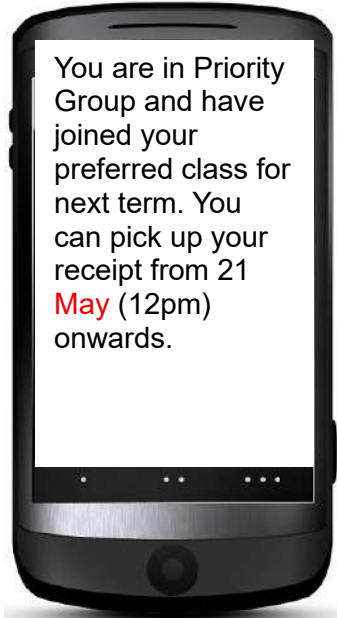 You are in Priority
Group and have
joined your
preferred class for
next term. You
can pick up your
receipt from 21
May (12pm)
onwards.